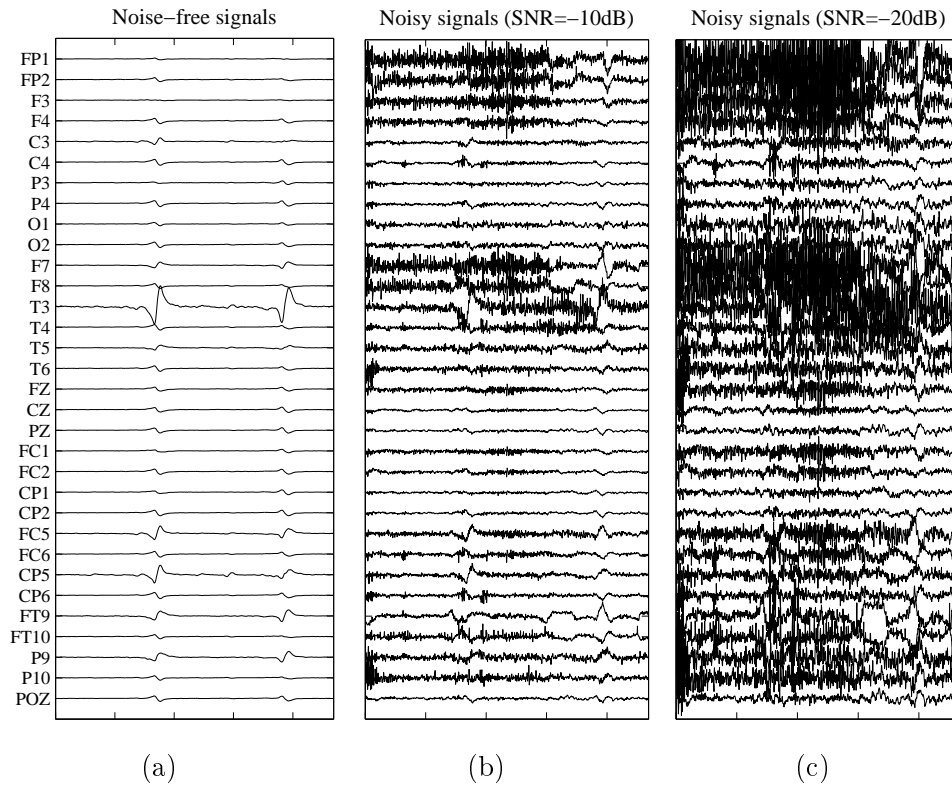 Noise−free signals
Noisy signals (SNR=−10dB)
Noisy signals (SNR=−20dB)
FP1
FP2
F3
F4
C3
C4
P3
P4
O1
O2
F7
F8
T3
T4
T5
T6
FZ
CZ
PZ
FC1
FC2
CP1
CP2
FC5
FC6
CP5
CP6
FT9
FT10
P9
P10
POZ
(a)
(b)
(c)